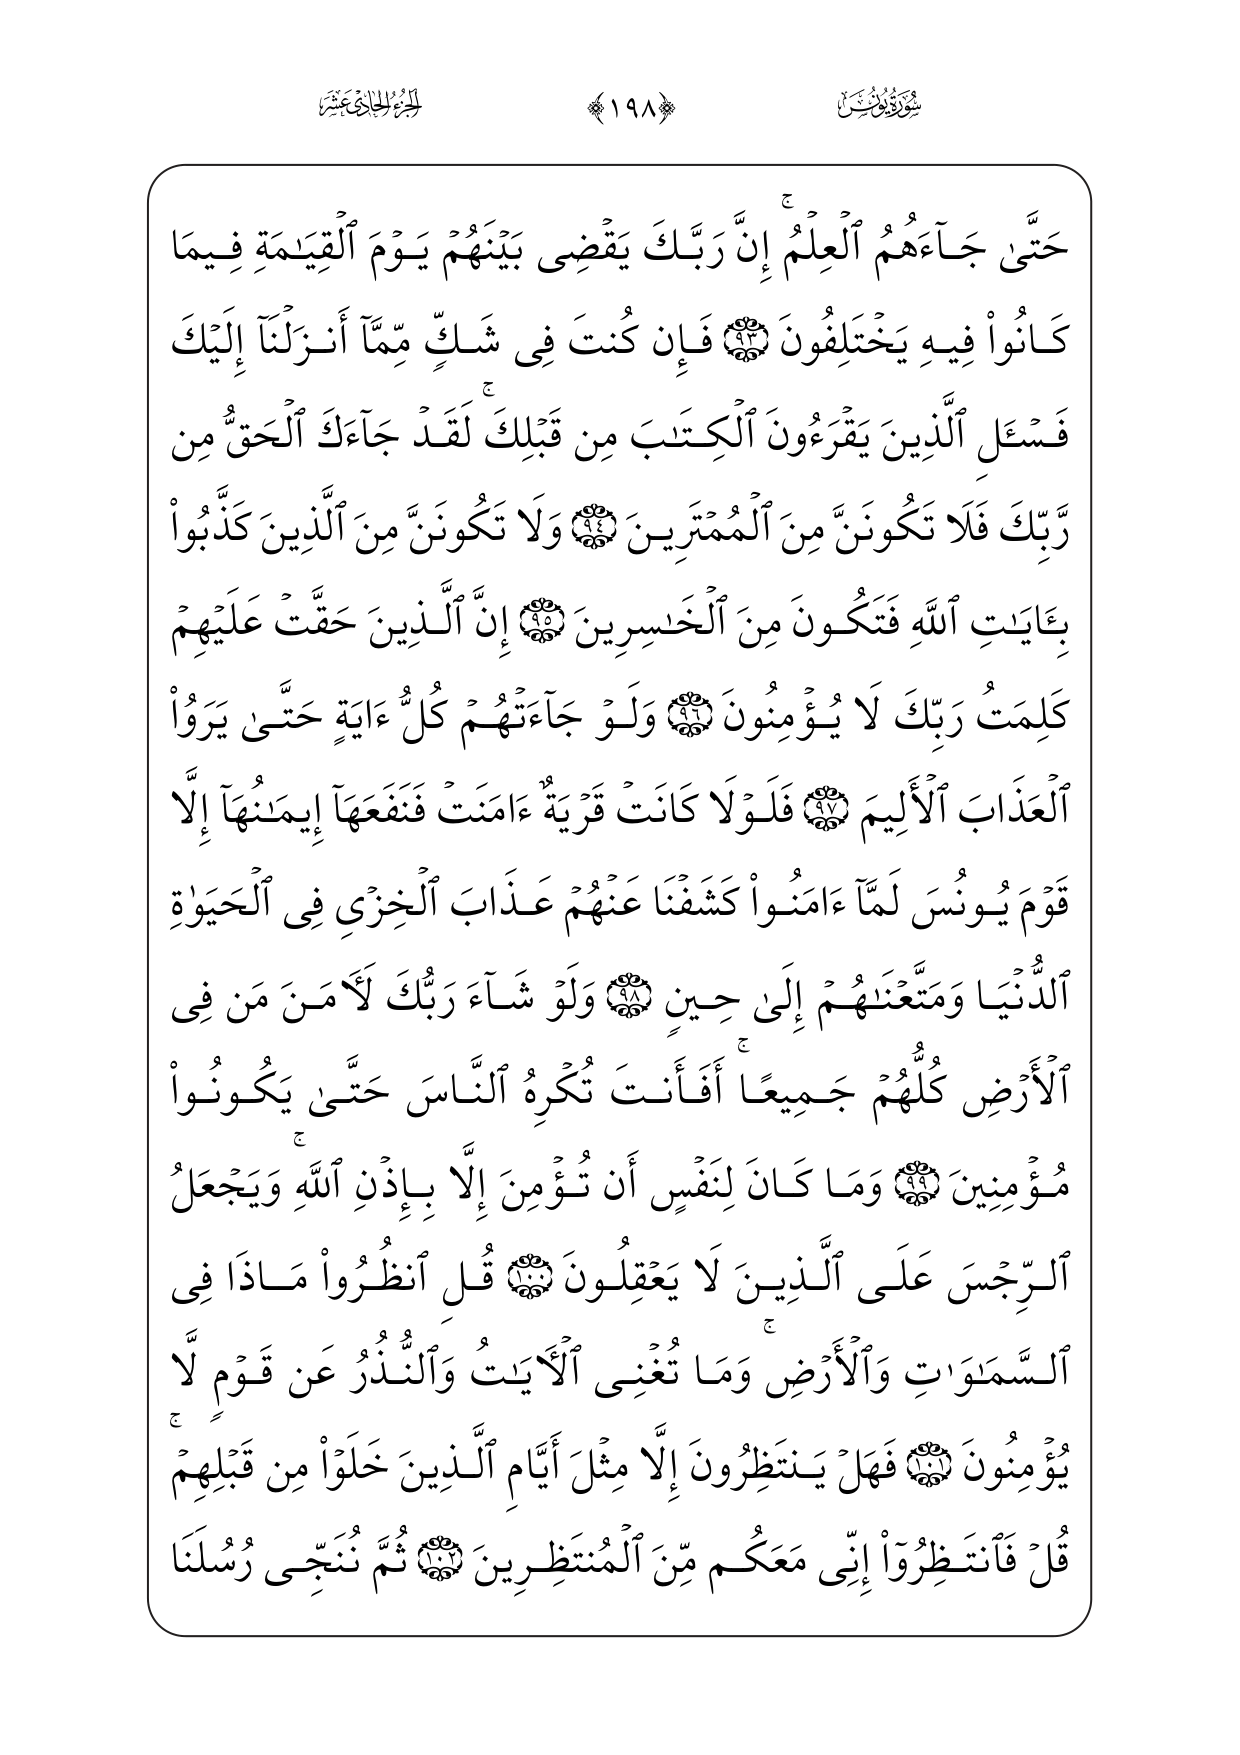 سُورَةُ يُونُسَ ﴿١٩٨﴾ الجُزْءُ الحَادِي عَشَرَ
حَتَّىٰ جَآءَهُمُ ٱلْعِلْمُ ۚ إِنَّ رَبَّكَ يَقْضِى بَيْنَهُمْ يَوْمَ ٱلْقِيَـٰمَةِ فِيمَا
كَانُوا۟ فِيهِ يَخْتَلِفُونَ ٩٣ فَإِن كُنتَ فِى شَكٍّ مِّمَّآ أَنزَلْنَآ إِلَيْكَ
فَسْـَٔلِ ٱلَّذِينَ يَقْرَءُونَ ٱلْكِتَـٰبَ مِن قَبْلِكَ ۚ لَقَدْ جَآءَكَ ٱلْحَقُّ مِن
رَّبِّكَ فَلَا تَكُونَنَّ مِنَ ٱلْمُمْتَرِينَ ٩٤ وَلَا تَكُونَنَّ مِنَ ٱلَّذِينَ كَذَّبُوا۟
بِـَٔايَـٰتِ ٱللَّهِ فَتَكُونَ مِنَ ٱلْخَـٰسِرِينَ ٩٥ إِنَّ ٱلَّذِينَ حَقَّتْ عَلَيْهِمْ
كَلِمَتُ رَبِّكَ لَا يُؤْمِنُونَ ٩٦ وَلَوْ جَآءَتْهُمْ كُلُّ ءَايَةٍ حَتَّىٰ يَرَوُا۟
ٱلْعَذَابَ ٱلْأَلِيمَ ٩٧ فَلَوْلَا كَانَتْ قَرْيَةٌ ءَامَنَتْ فَنَفَعَهَآ إِيمَـٰنُهَآ إِلَّا
قَوْمَ يُونُسَ لَمَّآ ءَامَنُوا۟ كَشَفْنَا عَنْهُمْ عَذَابَ ٱلْخِزْىِ فِى ٱلْحَيَوٰةِ
ٱلدُّنْيَا وَمَتَّعْنَـٰهُمْ إِلَىٰ حِينٍ ٩٨ وَلَوْ شَآءَ رَبُّكَ لَـَٔامَنَ مَن فِى
ٱلْأَرْضِ كُلُّهُمْ جَمِيعًا ۚ أَفَأَنتَ تُكْرِهُ ٱلنَّاسَ حَتَّىٰ يَكُونُوا۟
مُؤْمِنِينَ ٩٩ وَمَا كَانَ لِنَفْسٍ أَن تُؤْمِنَ إِلَّا بِإِذْنِ ٱللَّهِ ۚ وَيَجْعَلُ
ٱلرِّجْسَ عَلَى ٱلَّذِينَ لَا يَعْقِلُونَ ١٠٠ قُلِ ٱنظُرُوا۟ مَاذَا فِى
ٱلسَّمَـٰوَٰتِ وَٱلْأَرْضِ ۚ وَمَا تُغْنِى ٱلْـَٔايَـٰتُ وَٱلنُّذُرُ عَن قَوْمٍ لَّا
يُؤْمِنُونَ ١٠١ فَهَلْ يَنتَظِرُونَ إِلَّا مِثْلَ أَيَّامِ ٱلَّذِينَ خَلَوْا۟ مِن قَبْلِهِمْ ۚ
قُلْ فَٱنتَظِرُوٓا۟ إِنِّى مَعَكُم مِّنَ ٱلْمُنتَظِرِينَ ١٠٢ ثُمَّ نُنَجِّى رُسُلَنَا